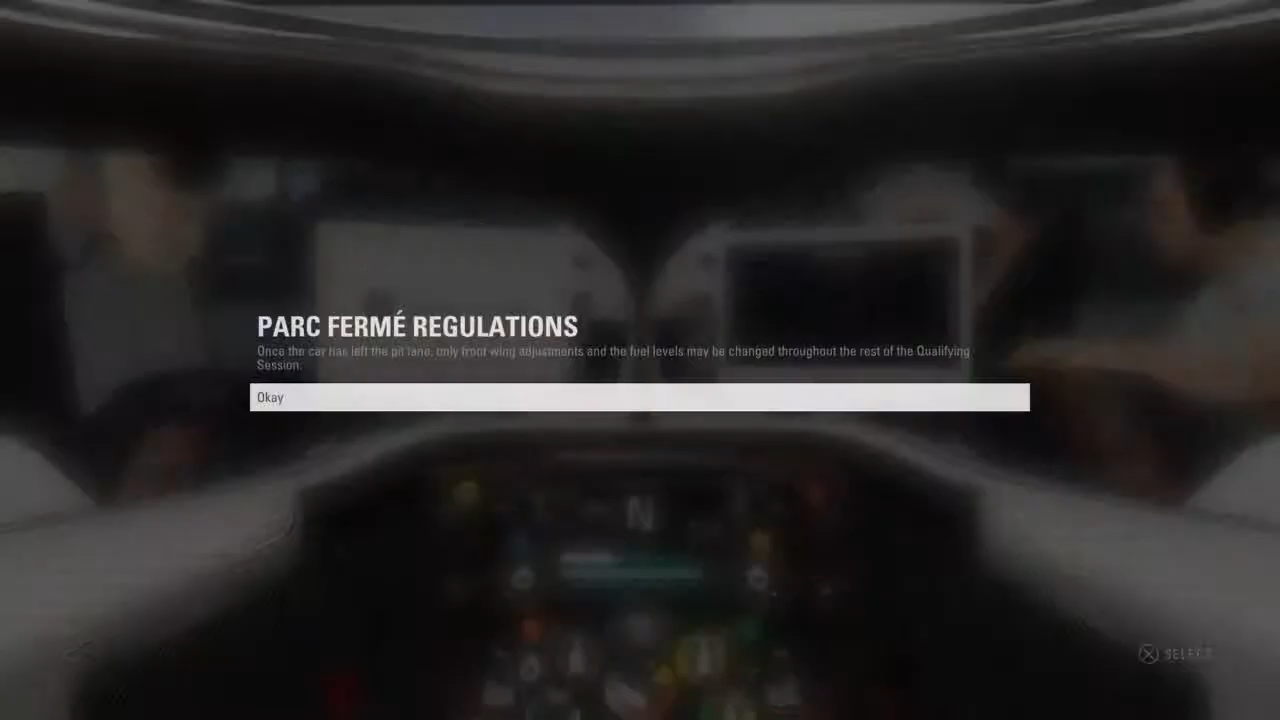 PARC FERMÉ REGULATIONS
Once the car has left the pit lane, only front wing adjustments and the fuel levels may be changed throughout the rest of the Qualifying
Session.
Okay
N
SELECT